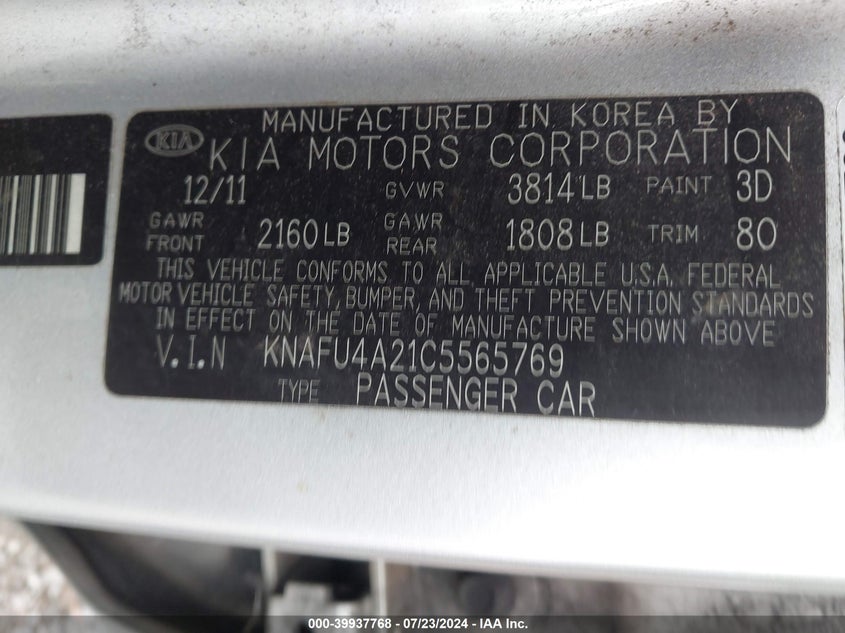 MANUFACTURED IN KOREA BY
KIA KIA MOTORS CORPORATION
12/11 GVWR 3814 LB PAINT 3D
GAWR FRONT 2160 LB GAWR REAR 1808 LB TRIM 80
THIS VEHICLE CONFORMS TO ALL APPLICABLE U.S.A. FEDERAL
MOTOR VEHICLE SAFETY, BUMPER, AND THEFT PREVENTION STANDARDS
IN EFFECT ON THE DATE OF MANUFACTURE SHOWN ABOVE
V.I.N KNAFU4A21C5565769
TYPE PASSENGER CAR
000-39937768 - 07/23/2024 - IAA Inc.